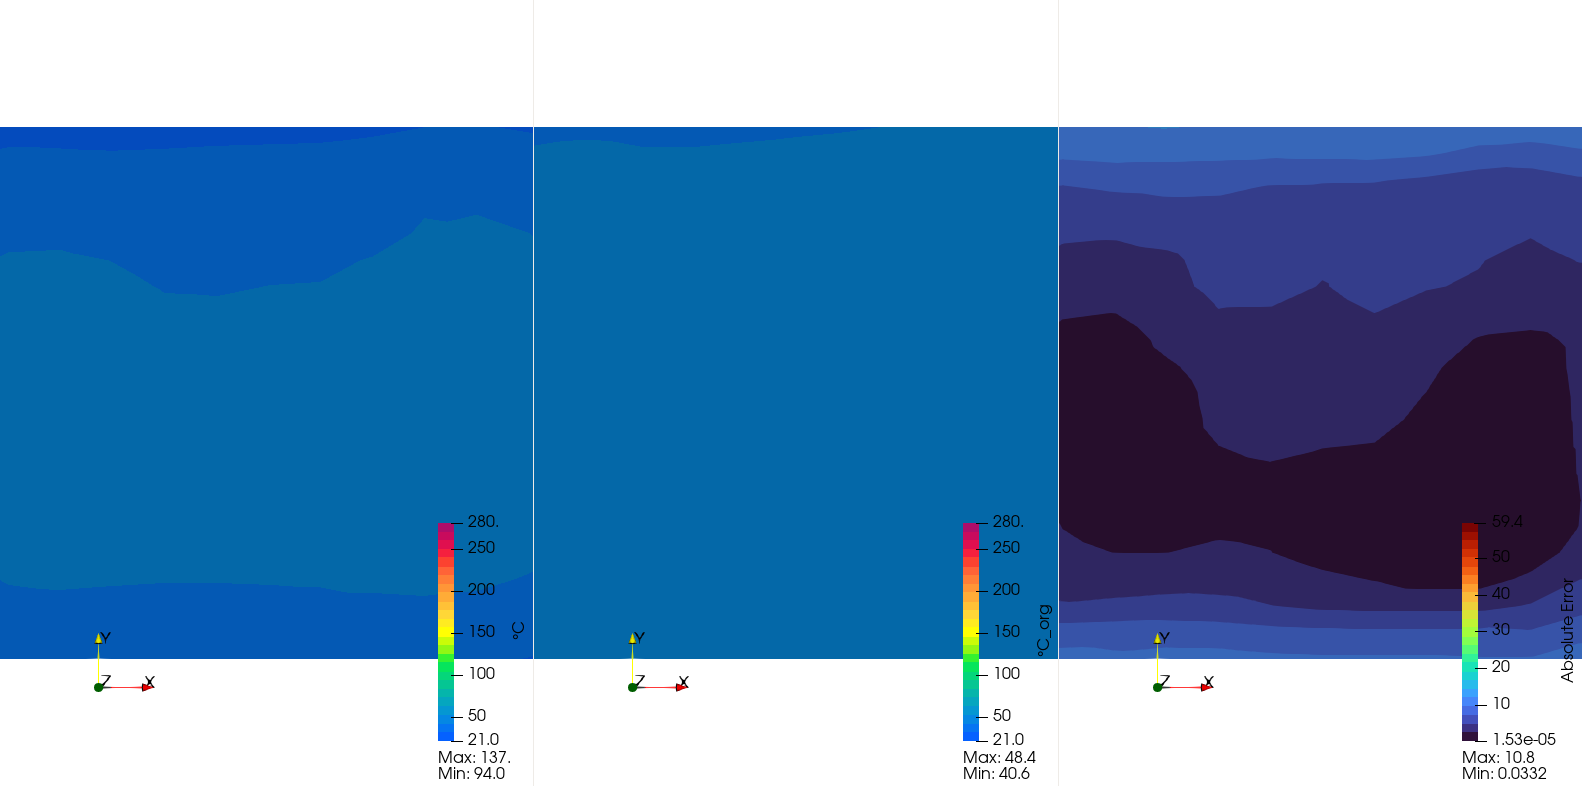 280.
250
200
150
100
50
21.0
°C
Max: 137.
Min: 94.0
Y
Z
X
280.
250
200
150
100
50
21.0
°C_org
Max: 48.4
Min: 40.6
Y
Z
X
59.4
50
40
30
20
10
1.53e-05
Absolute Error
Max: 10.8
Min: 0.0332
Y
Z
X